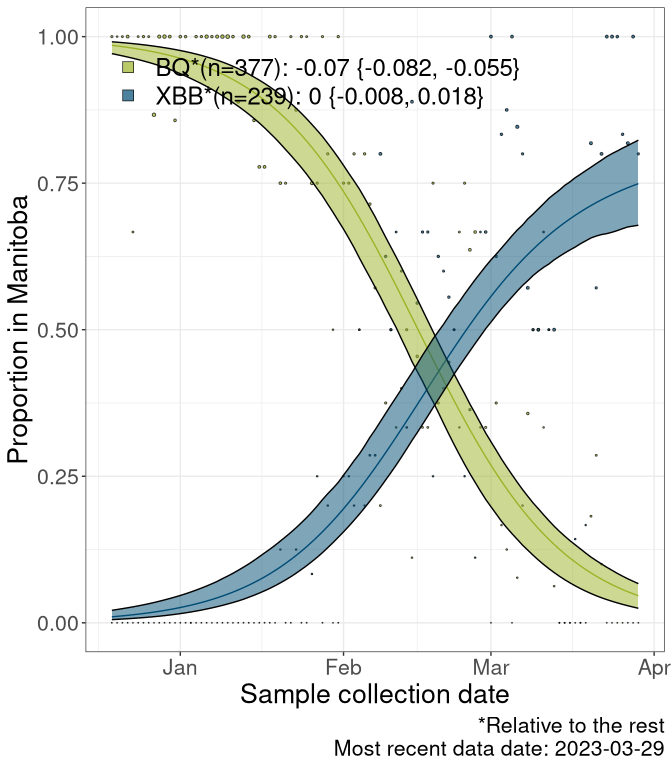 1.00
BQ*(n=377): -0.07 {-0.082, -0.055}
XBB*(n=239): 0 {-0.008, 0.018}
0.75
Proportion in Manitoba
0.50
0.25
0.00
Jan Feb Mar Apr
Sample collection date
*Relative to the rest
Most recent data date: 2023-03-29